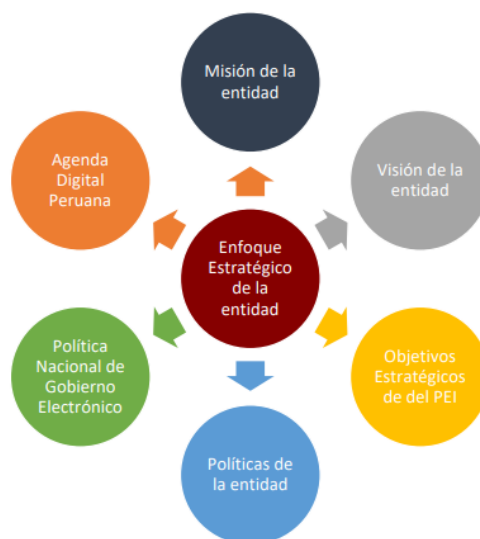 Misión de la
entidad
Agenda
Digital
Peruana
Visión de la
entidad
Enfoque
Estratégico
de la
entidad
Política
Nacional de
Gobierno
Electrónico
Objetivos
Estratégicos
de del PEI
Políticas de
la entidad